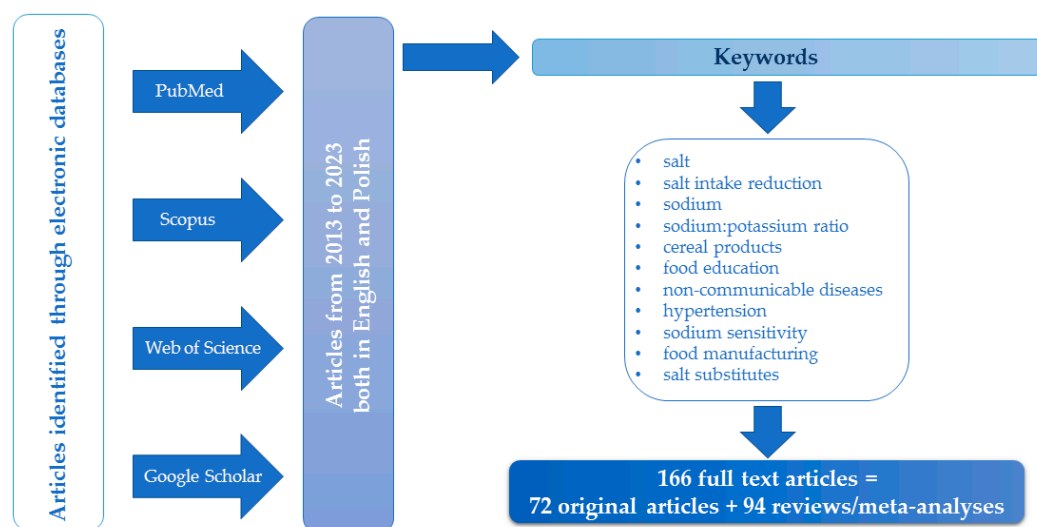 Articles identified through electronic databases
PubMed
Scopus
Web of Science
Google Scholar
Articles from 2013 to 2023
both in English and Polish
Keywords
• salt
• salt intake reduction
• sodium
• sodium:potassium ratio
• cereal products
• food education
• non-communicable diseases
• hypertension
• sodium sensitivity
• food manufacturing
• salt substitutes
166 full text articles =
72 original articles + 94 reviews/meta-analyses